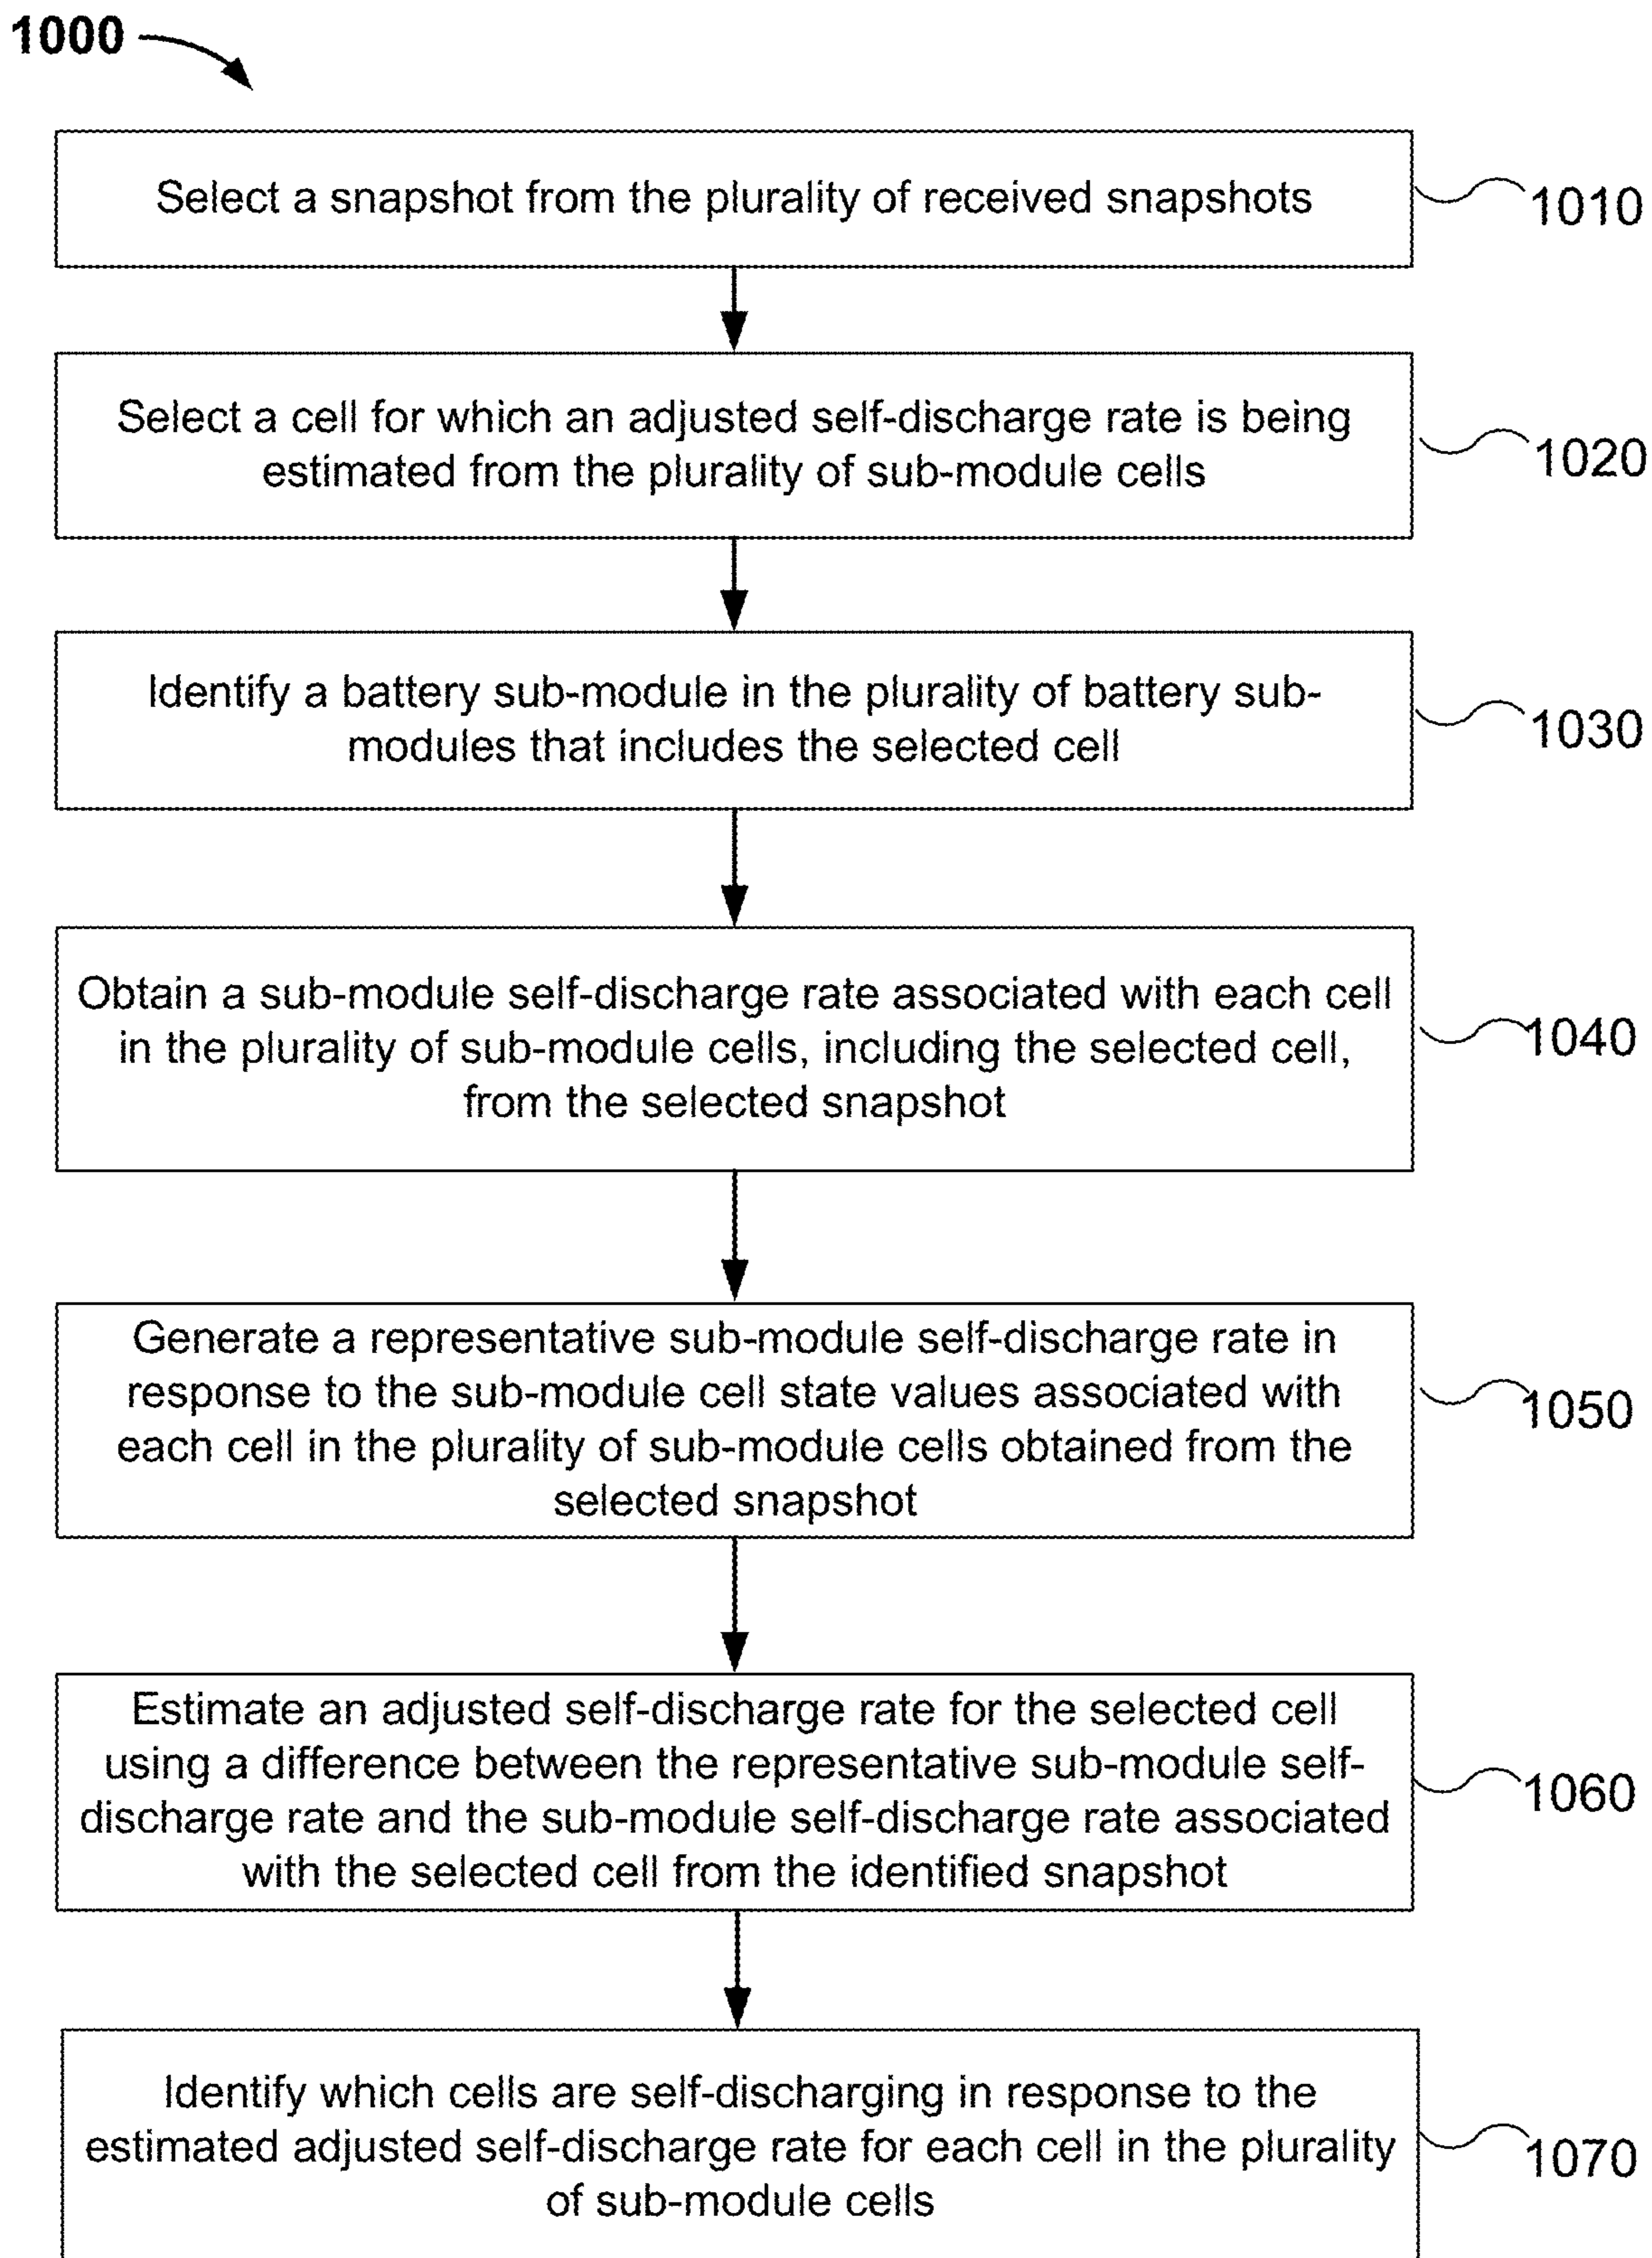 1000
Select a snapshot from the plurality of received snapshots
1010
Select a cell for which an adjusted self-discharge rate is being
estimated from the plurality of sub-module cells
1020
Identify a battery sub-module in the plurality of battery sub-
modules that includes the selected cell
1030
Obtain a sub-module self-discharge rate associated with each cell
in the plurality of sub-module cells, including the selected cell,
from the selected snapshot
1040
Generate a representative sub-module self-discharge rate in
response to the sub-module cell state values associated with
each cell in the plurality of sub-module cells obtained from the
selected snapshot
1050
Estimate an adjusted self-discharge rate for the selected cell
using a difference between the representative sub-module self-
discharge rate and the sub-module self-discharge rate associated
with the selected cell from the identified snapshot
1060
Identify which cells are self-discharging in response to the
estimated adjusted self-discharge rate for each cell in the plurality
of sub-module cells
1070